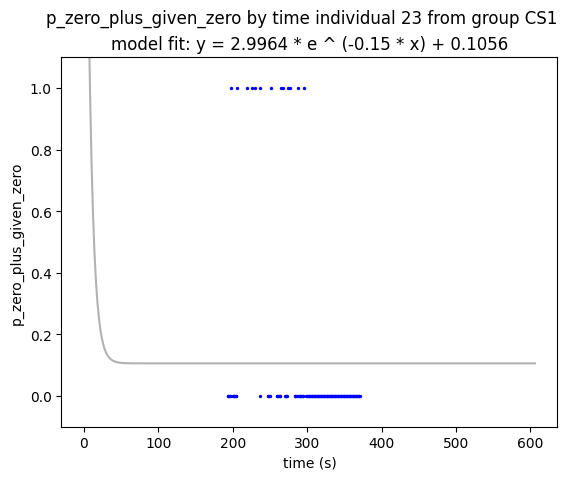 p_zero_plus_given_zero by time individual 23 from group CS1
model fit: y = 2.9964 * e ^ (-0.15 * x) + 0.1056
1.0
0.8
0.6
0.4
0.2
0.0
p_zero_plus_given_zero
0 100 200 300 400 500 600
time (s)